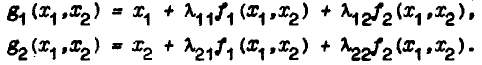 g₁(x₁,x₂) = x₁ + λ₁₁f₁(x₁,x₂) + λ₁₂f₂(x₁,x₂),
g₂(x₁,x₂) = x₂ + λ₂₁f₁(x₁,x₂) + λ₂₂f₂(x₁,x₂).